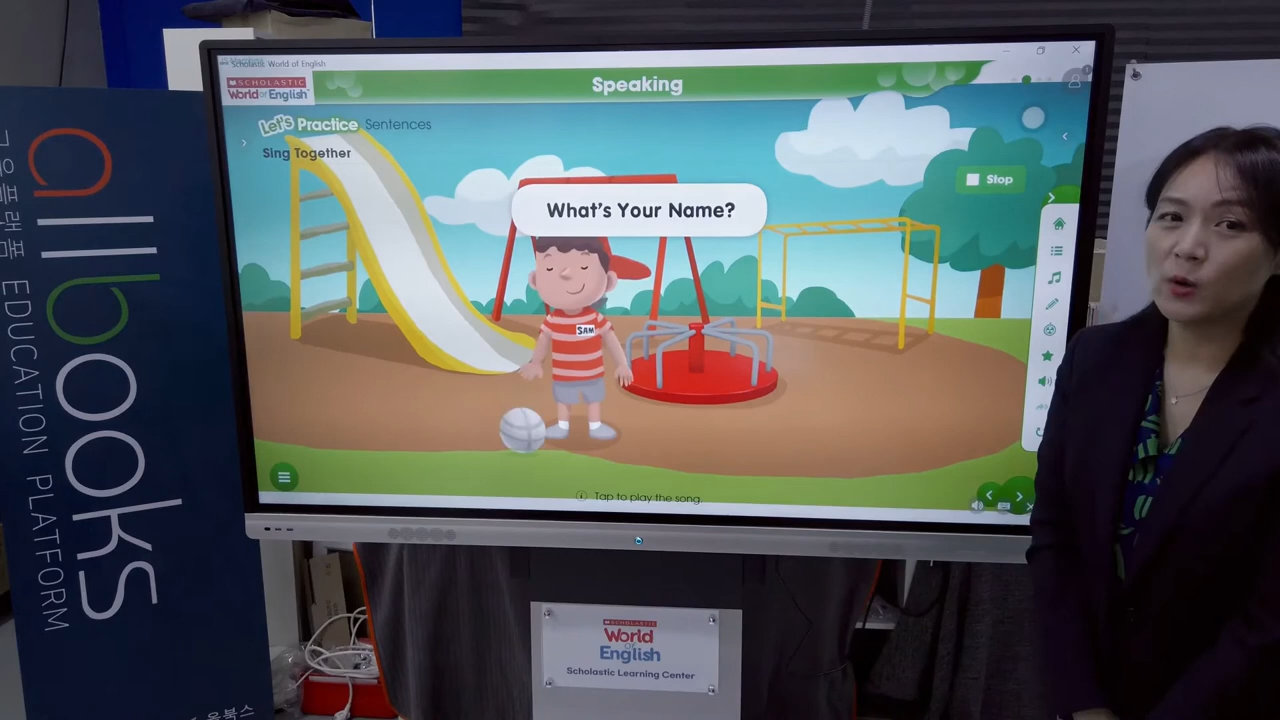 Scholastic World of English
SCHOLASTIC
World OF English
Speaking
Let's Practice Sentences
Sing Together
Stop
What's Your Name?
SAM
Tap to play the song.
allbooks
EDUCATION PLATFORM
SCHOLASTIC
World
OF
English
Scholastic Learning Center